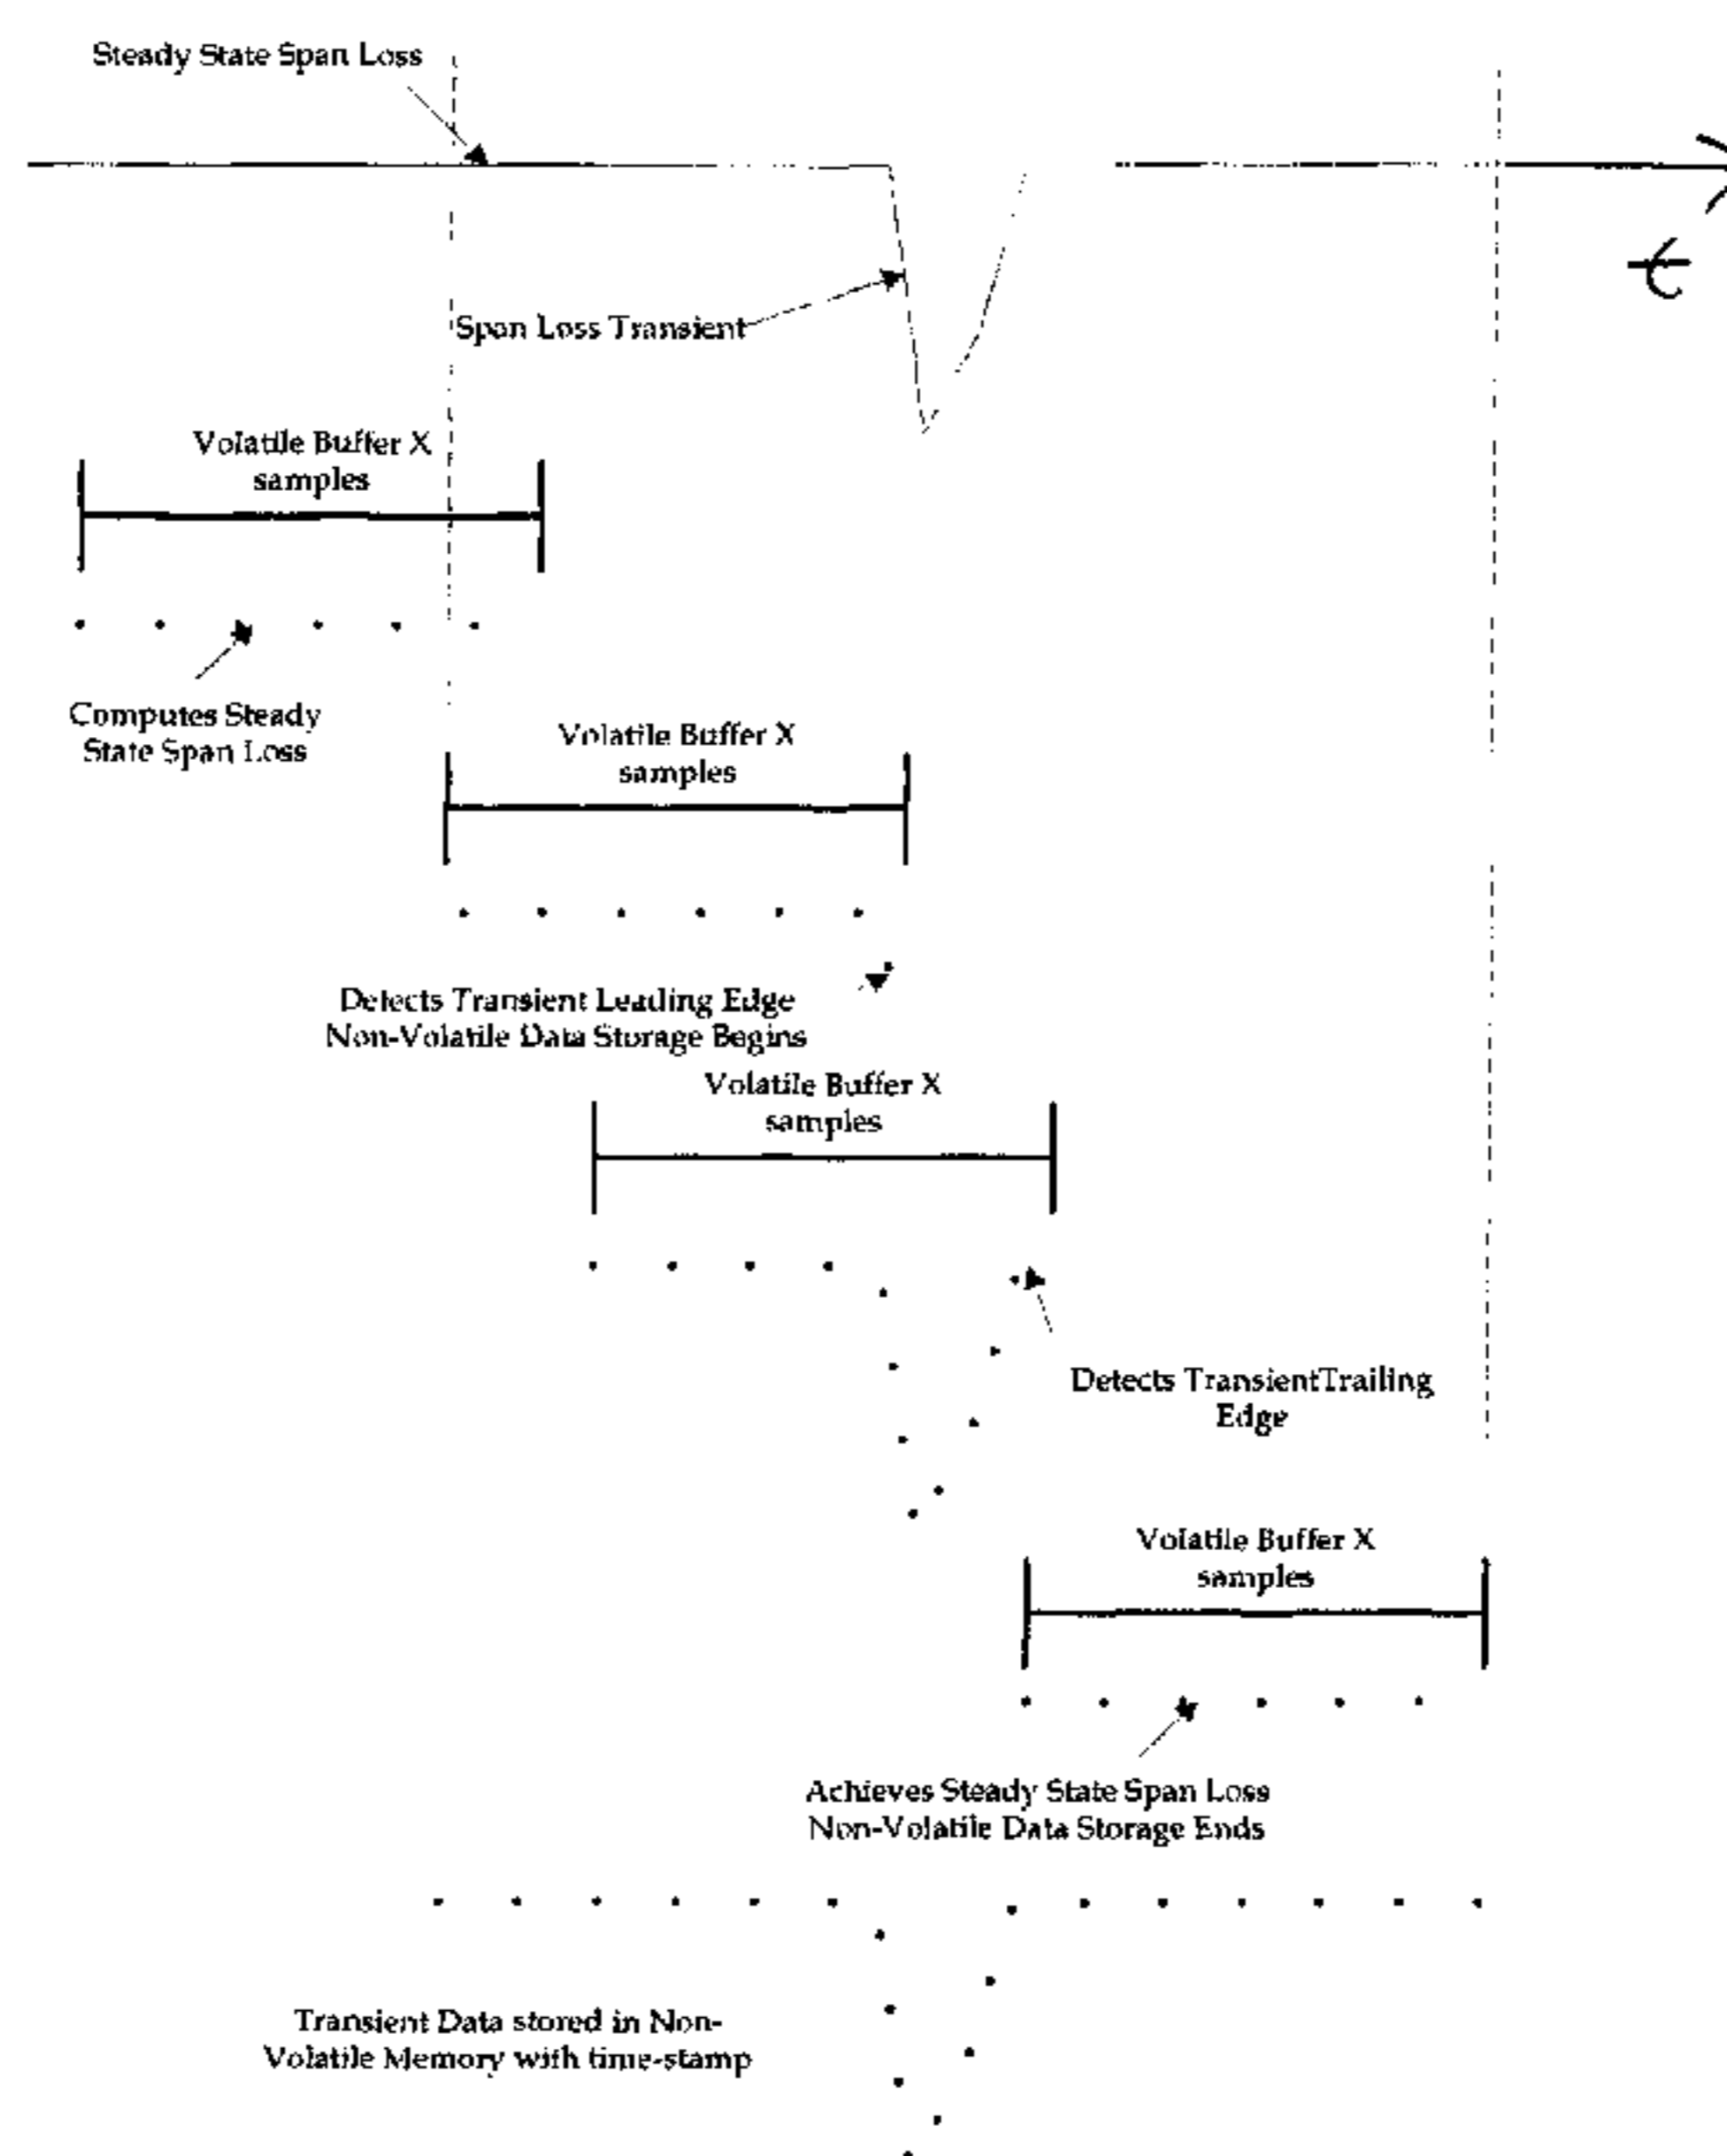 Steady State Span Loss
t
Span Loss Transient
Volatile Buffer X
samples
Computes Steady
State Span Loss
Volatile Buffer X
samples
Detects Transient Leading Edge
Non-Volatile Data Storage Begins
Volatile Buffer X
samples
Detects TransientTrailing
Edge
Volatile Buffer X
samples
Achieves Steady State Span Loss
Non-Volatile Data Storage Ends
Transient Data stored in Non-
Volatile Memory with time-stamp